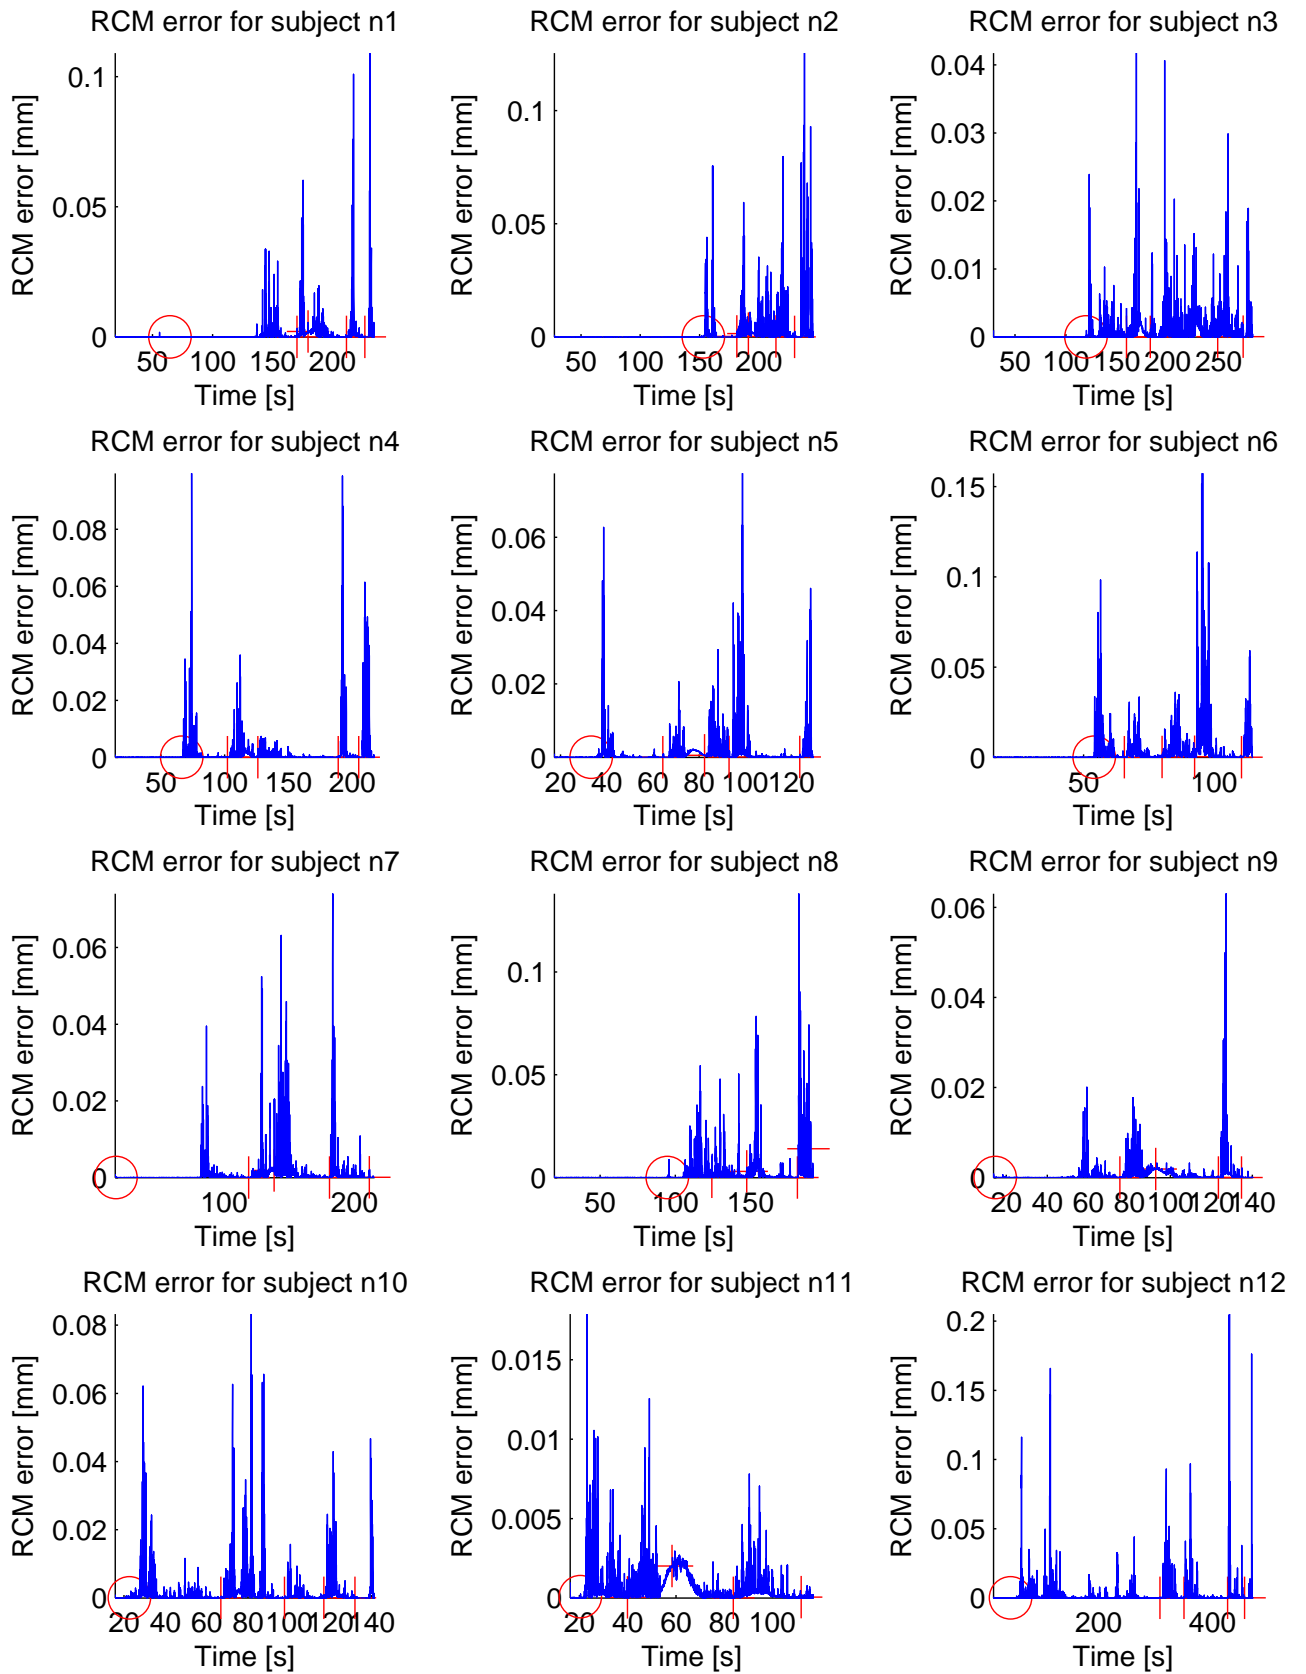 RCM error for subject n1
RCM error [mm]
0.1
0.05
0
50 100 150 200
Time [s]
RCM error for subject n2
RCM error [mm]
0.1
0.05
0
50 100 150 200
Time [s]
RCM error for subject n3
RCM error [mm]
0.04
0.03
0.02
0.01
0
50 100 150 200 250
Time [s]
RCM error for subject n4
RCM error [mm]
0.08
0.06
0.04
0.02
0
50 100 150 200
Time [s]
RCM error for subject n5
RCM error [mm]
0.06
0.04
0.02
0
20 40 60 80 100 120
Time [s]
RCM error for subject n6
RCM error [mm]
0.15
0.1
0.05
0
50 100
Time [s]
RCM error for subject n7
RCM error [mm]
0.06
0.04
0.02
0
100 200
Time [s]
RCM error for subject n8
RCM error [mm]
0.1
0.05
0
50 100 150
Time [s]
RCM error for subject n9
RCM error [mm]
0.06
0.04
0.02
0
20 40 60 80 100 120 140
Time [s]
RCM error for subject n10
RCM error [mm]
0.08
0.06
0.04
0.02
0
20 40 60 80 100 120 140
Time [s]
RCM error for subject n11
RCM error [mm]
0.015
0.01
0.005
0
20 40 60 80 100
Time [s]
RCM error for subject n12
RCM error [mm]
0.2
0.15
0.1
0.05
0
200 400
Time [s]